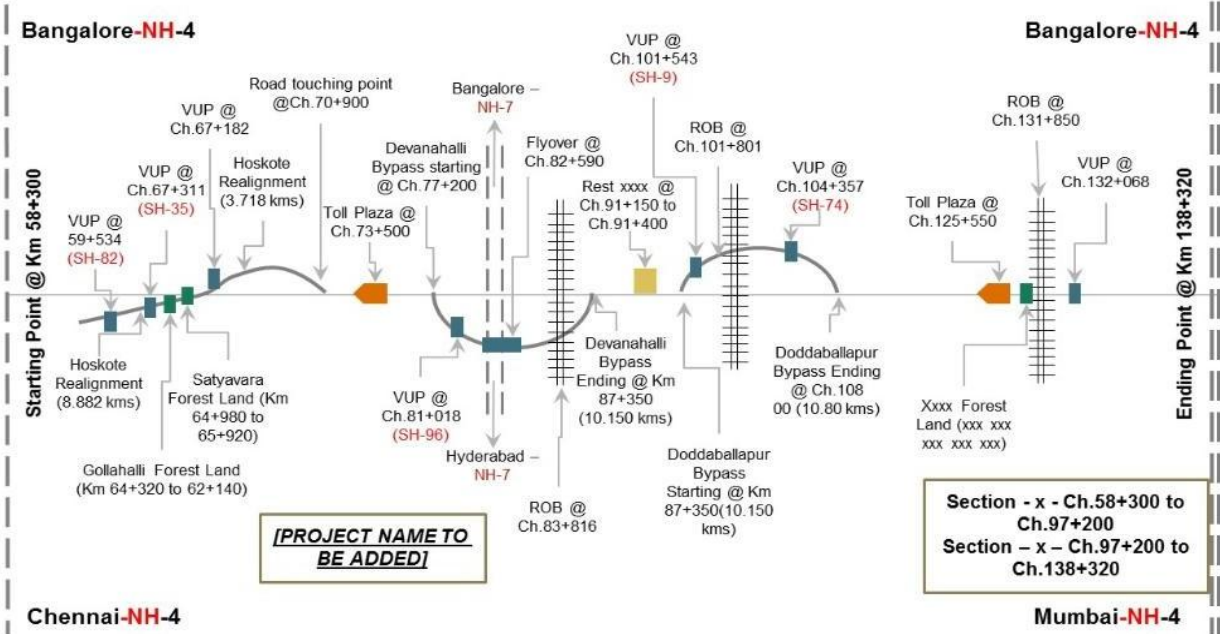 Bangalore-NH-4
Bangalore-NH-4
Starting Point @ Km 58+300
VUP @
59+534
(SH-82)
VUP @
Ch.67+311
(SH-35)
VUP @
Ch.67+182
Hoskote
Realignment
(3.718 kms)
Road touching point
@Ch.70+900
Toll Plaza @
Ch.73+500
Devanahalli
Bypass starting
@ Ch.77+200
Bangalore –
NH-7
Flyover @
Ch.82+590
Rest xxxx @
Ch.91+150 to
Ch.91+400
VUP @
Ch.101+543
(SH-9)
ROB @
Ch.101+801
VUP @
Ch.104+357
(SH-74)
Toll Plaza @
Ch.125+550
ROB @
Ch.131+850
VUP @
Ch.132+068
Ending Point @ Km 138+320
Hoskote
Realignment
(8.882 kms)
Satyavara
Forest Land (Km
64+980 to
65+920)
Gollahalli Forest Land
(Km 64+320 to 62+140)
VUP @
Ch.81+018
(SH-96)
Hyderabad –
NH-7
ROB @
Ch.83+816
Devanahalli
Bypass
Ending @ Km
87+350
(10.150 kms)
Doddaballapur
Bypass
Starting @ Km
87+350(10.150
kms)
Doddaballapur
Bypass Ending
@ Ch.108
00 (10.80 kms)
Xxxx Forest
Land (xxx xxx
xxx xxx xxx)
[PROJECT NAME TO
BE ADDED]
Section - x - Ch.58+300 to
Ch.97+200
Section – x – Ch.97+200 to
Ch.138+320
Chennai-NH-4
Mumbai-NH-4